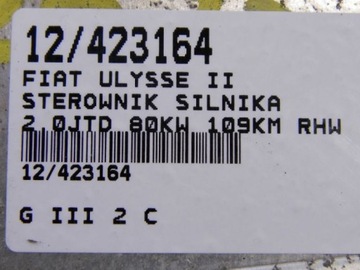 12/423164
FIAT ULYSSE II
STEROWNIK SILNIKA
2.0JTD 80KW 109KM RHW
12/423164
G III 2 C